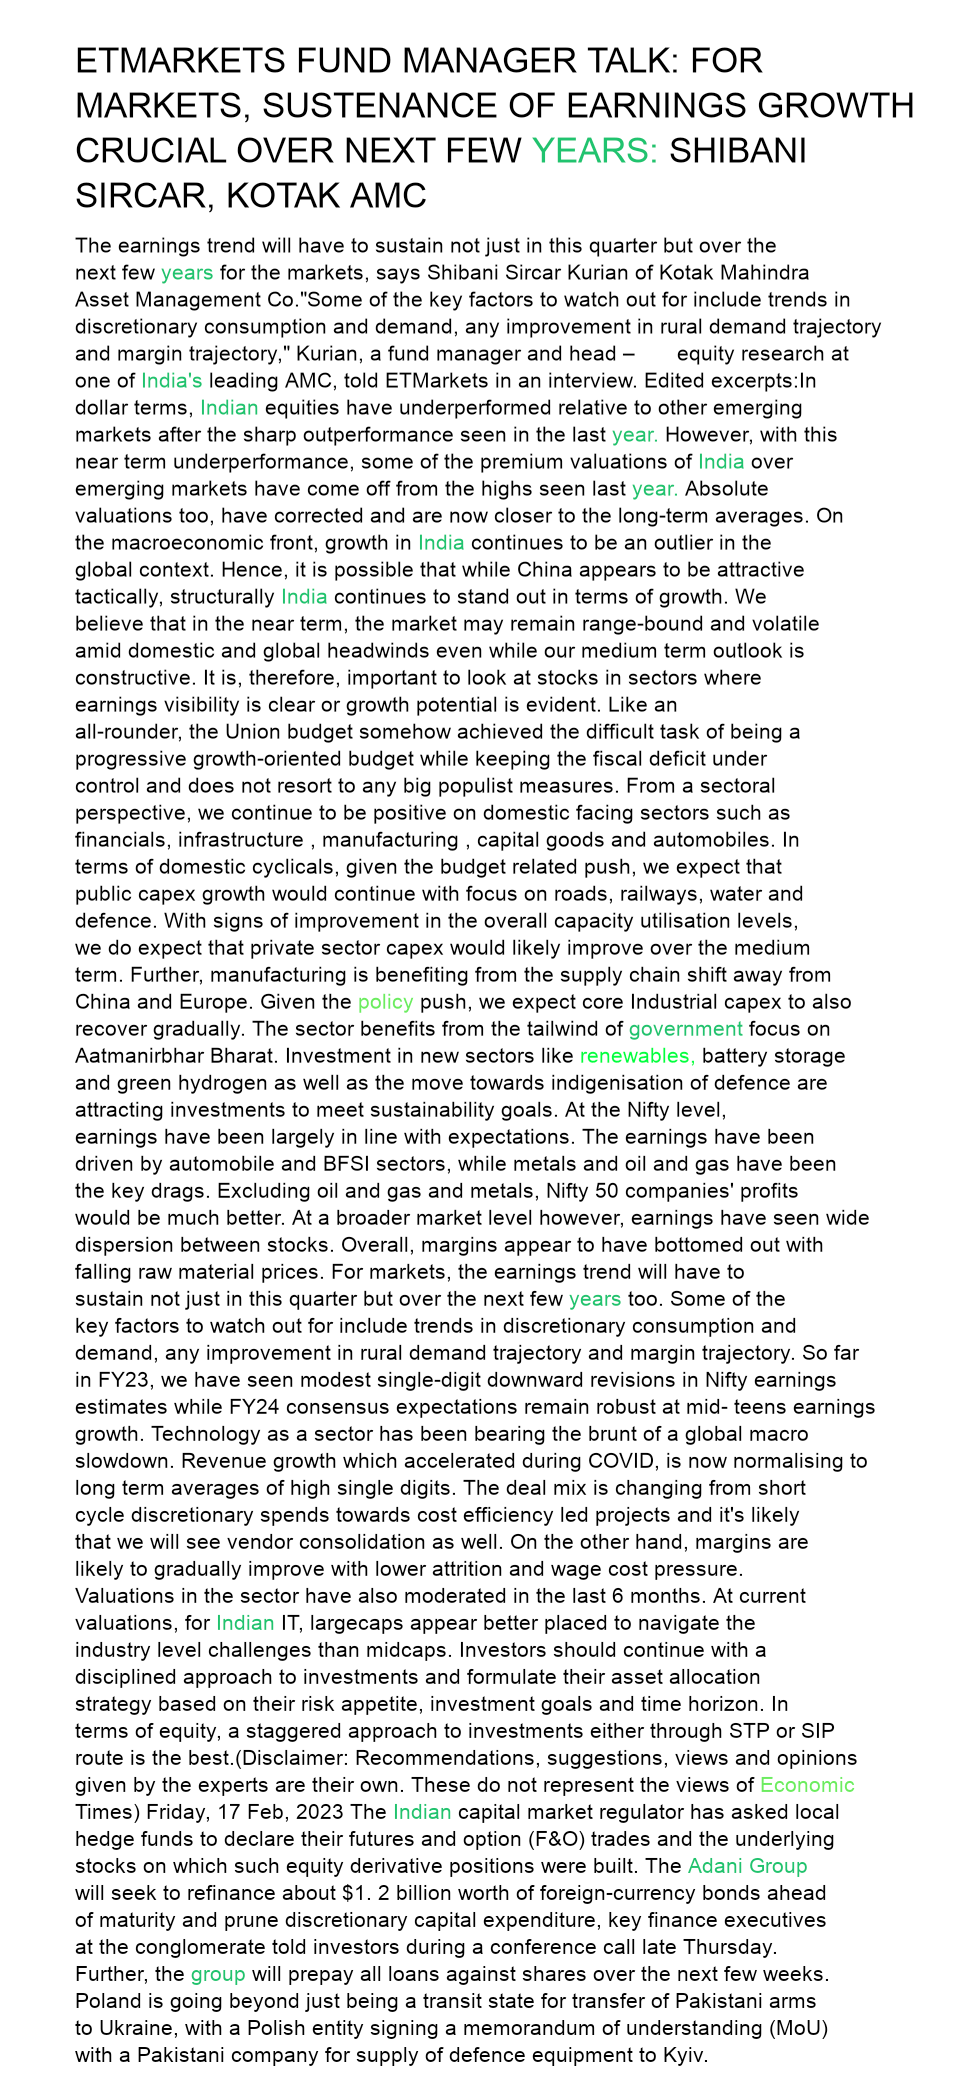 ETMARKETS FUND MANAGER TALK: FOR
MARKETS, SUSTENANCE OF EARNINGS GROWTH
CRUCIAL OVER NEXT FEW YEARS: SHIBANI
SIRCAR, KOTAK AMC
The earnings trend will have to sustain not just in this quarter but over the
next few years for the markets, says Shibani Sircar Kurian of Kotak Mahindra
Asset Management Co."Some of the key factors to watch out for include trends in
discretionary consumption and demand, any improvement in rural demand trajectory
and margin trajectory," Kurian, a fund manager and head – equity research at
one of India's leading AMC, told ETMarkets in an interview. Edited excerpts:In
dollar terms, Indian equities have underperformed relative to other emerging
markets after the sharp outperformance seen in the last year. However, with this
near term underperformance, some of the premium valuations of India over
emerging markets have come off from the highs seen last year. Absolute
valuations too, have corrected and are now closer to the long-term averages. On
the macroeconomic front, growth in India continues to be an outlier in the
global context. Hence, it is possible that while China appears to be attractive
tactically, structurally India continues to stand out in terms of growth. We
believe that in the near term, the market may remain range-bound and volatile
amid domestic and global headwinds even while our medium term outlook is
constructive. It is, therefore, important to look at stocks in sectors where
earnings visibility is clear or growth potential is evident. Like an
all-rounder, the Union budget somehow achieved the difficult task of being a
progressive growth-oriented budget while keeping the fiscal deficit under
control and does not resort to any big populist measures. From a sectoral
perspective, we continue to be positive on domestic facing sectors such as
financials, infrastructure , manufacturing , capital goods and automobiles. In
terms of domestic cyclicals, given the budget related push, we expect that
public capex growth would continue with focus on roads, railways, water and
defence. With signs of improvement in the overall capacity utilisation levels,
we do expect that private sector capex would likely improve over the medium
term. Further, manufacturing is benefiting from the supply chain shift away from
China and Europe. Given the policy push, we expect core Industrial capex to also
recover gradually. The sector benefits from the tailwind of government focus on
Aatmanirbhar Bharat. Investment in new sectors like renewables, battery storage
and green hydrogen as well as the move towards indigenisation of defence are
attracting investments to meet sustainability goals. At the Nifty level,
earnings have been largely in line with expectations. The earnings have been
driven by automobile and BFSI sectors, while metals and oil and gas have been
the key drags. Excluding oil and gas and metals, Nifty 50 companies' profits
would be much better. At a broader market level however, earnings have seen wide
dispersion between stocks. Overall, margins appear to have bottomed out with
falling raw material prices. For markets, the earnings trend will have to
sustain not just in this quarter but over the next few years too. Some of the
key factors to watch out for include trends in discretionary consumption and
demand, any improvement in rural demand trajectory and margin trajectory. So far
in FY23, we have seen modest single-digit downward revisions in Nifty earnings
estimates while FY24 consensus expectations remain robust at mid- teens earnings
growth. Technology as a sector has been bearing the brunt of a global macro
slowdown. Revenue growth which accelerated during COVID, is now normalising to
long term averages of high single digits. The deal mix is changing from short
cycle discretionary spends towards cost efficiency led projects and it's likely
that we will see vendor consolidation as well. On the other hand, margins are
likely to gradually improve with lower attrition and wage cost pressure.
Valuations in the sector have also moderated in the last 6 months. At current
valuations, for Indian IT, largecaps appear better placed to navigate the
industry level challenges than midcaps. Investors should continue with a
disciplined approach to investments and formulate their asset allocation
strategy based on their risk appetite, investment goals and time horizon. In
terms of equity, a staggered approach to investments either through STP or SIP
route is the best.(Disclaimer: Recommendations, suggestions, views and opinions
given by the experts are their own. These do not represent the views of Economic
Times) Friday, 17 Feb, 2023 The Indian capital market regulator has asked local
hedge funds to declare their futures and option (F&O) trades and the underlying
stocks on which such equity derivative positions were built. The Adani Group
will seek to refinance about $1. 2 billion worth of foreign-currency bonds ahead
of maturity and prune discretionary capital expenditure, key finance executives
at the conglomerate told investors during a conference call late Thursday.
Further, the group will prepay all loans against shares over the next few weeks.
Poland is going beyond just being a transit state for transfer of Pakistani arms
to Ukraine, with a Polish entity signing a memorandum of understanding (MoU)
with a Pakistani company for supply of defence equipment to Kyiv.